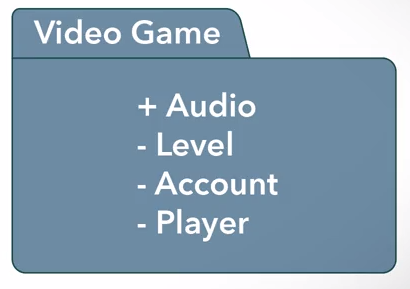 Video Game
+ Audio
- Level
- Account
- Player